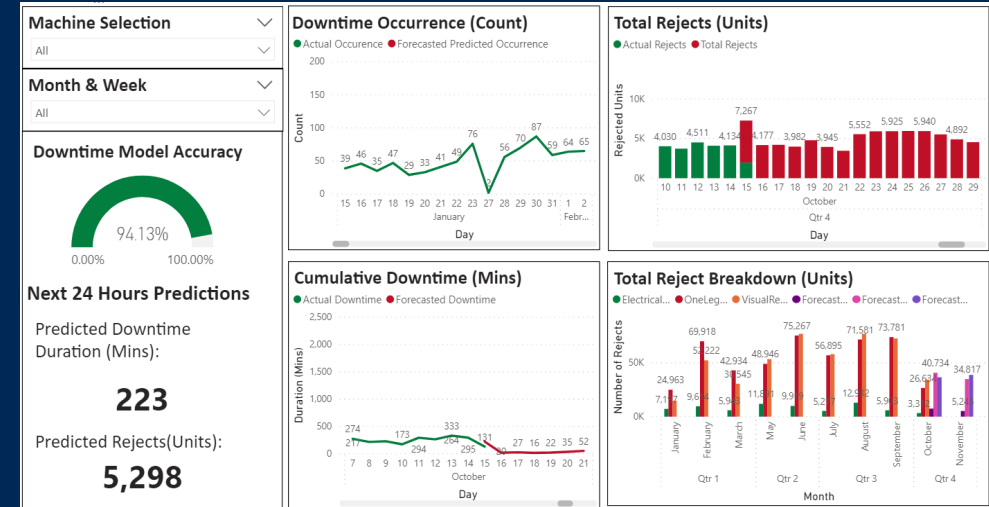 Machine Selection
All
Month & Week
All
Downtime Model Accuracy
94.13%
0.00% 100.00%
Next 24 Hours Predictions
Predicted Downtime
Duration (Mins):
223
Predicted Rejects(Units):
5,298
Downtime Occurrence (Count)
Actual Occurence Forecasted Predicted Occurrence
200
150
100
50
0
Count
39 46 35 47 29 33 41 49 76 56 70 87 59 64 65
15 16 17 18 19 20 21 22 23 27 28 29 30 31 1 2
January Febr...
Day
Total Rejects (Units)
Actual Rejects Total Rejects
10K
5K
0K
Rejected Units
4,030 4,511 4,134 7,267 4,177 3,982 3,945 5,552 5,925 5,940 4,892
10 11 12 13 14 15 16 17 18 19 20 21 22 23 24 25 26 27 28 29
October
Qtr 4
Day
Cumulative Downtime (Mins)
Actual Downtime Forecasted Downtime
2,500
2,000
1,500
1,000
500
0
Duration (Mins)
274 217 173 294 333 264 295 131 27 16 22 35 52
7 8 9 10 11 12 13 14 15 16 17 18 19 20 21
October
Day
Total Reject Breakdown (Units)
Electrical... OneLeg... VisualRe... Forecast... Forecast... Forecast...
50K
0K
Number of Rejects
24,963 69,918 42,934 48,946 75,267 56,895 71,581 73,781 26,634 40,734 34,817
January February March May June July August September October November
Qtr 1 Qtr 2 Qtr 3 Qtr 4
Month